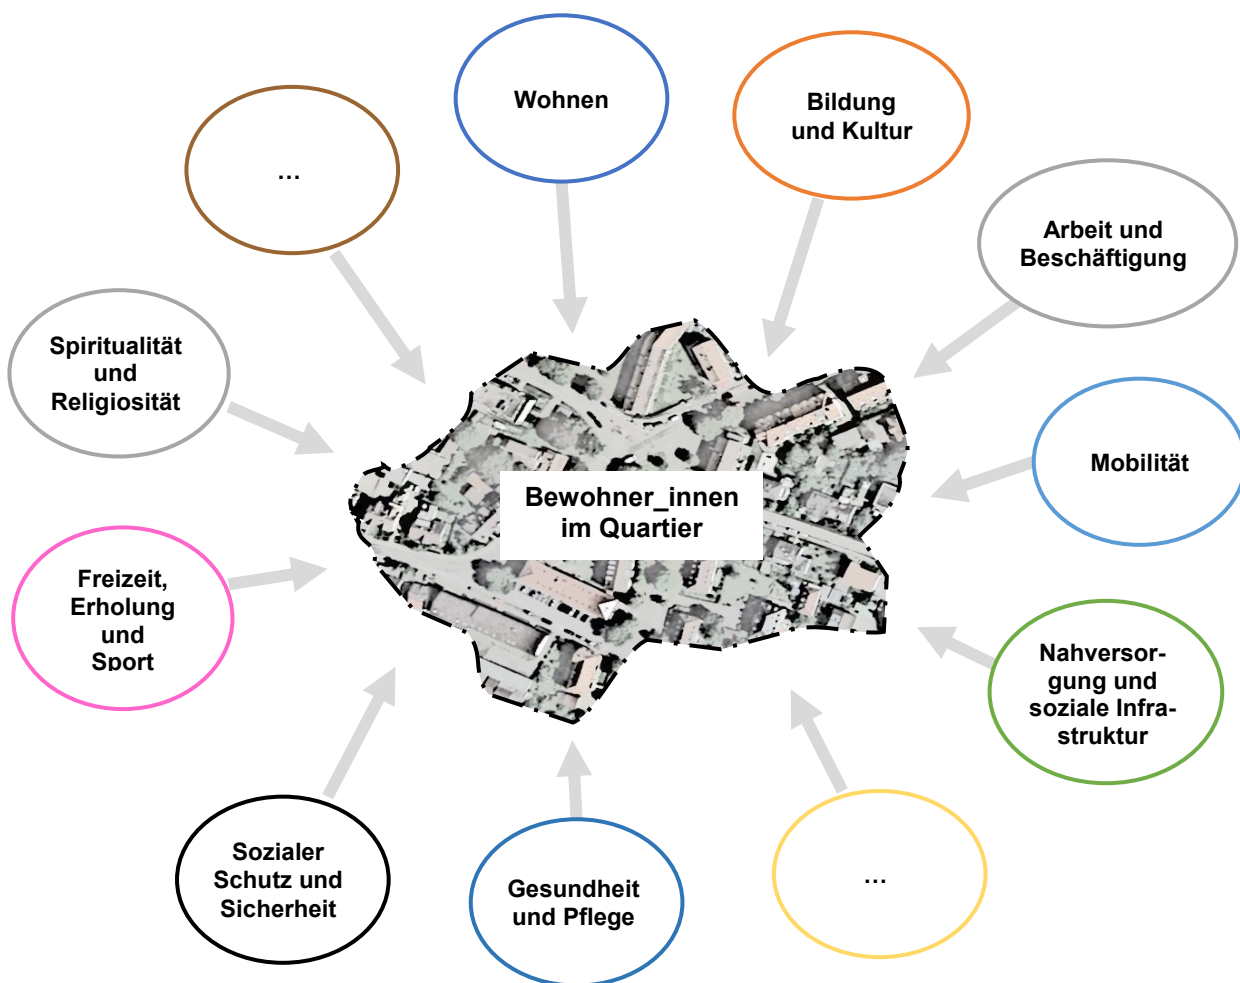 Wohnen
Bildung
und Kultur
...
Arbeit und
Beschäftigung
Spiritualität
und
Religiosität
Mobilität
Bewohner_innen
im Quartier
Freizeit,
Erholung
und
Sport
Nahversor-
gung und
soziale Infra-
struktur
Sozialer
Schutz und
Sicherheit
Gesundheit
und Pflege
...